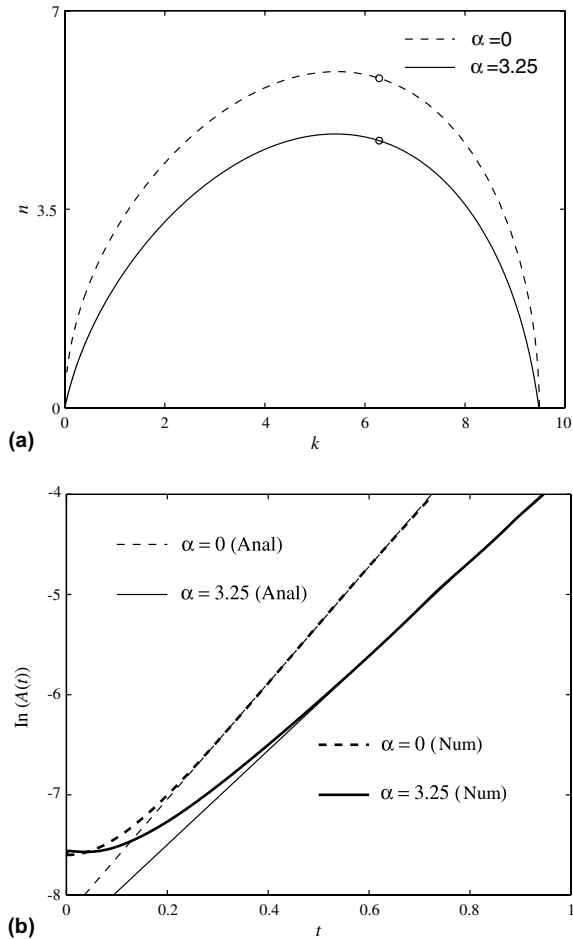 7
α=0
α=3.25
n
3.5
0
0 2 4 6 8 10
(a)
k
-4
α = 0 (Anal)
α = 3.25 (Anal)
-5
ln (A(t))
-6
α = 0 (Num)
-7
α = 3.25 (Num)
-8
0 0.2 0.4 0.6 0.8 1
(b)
t